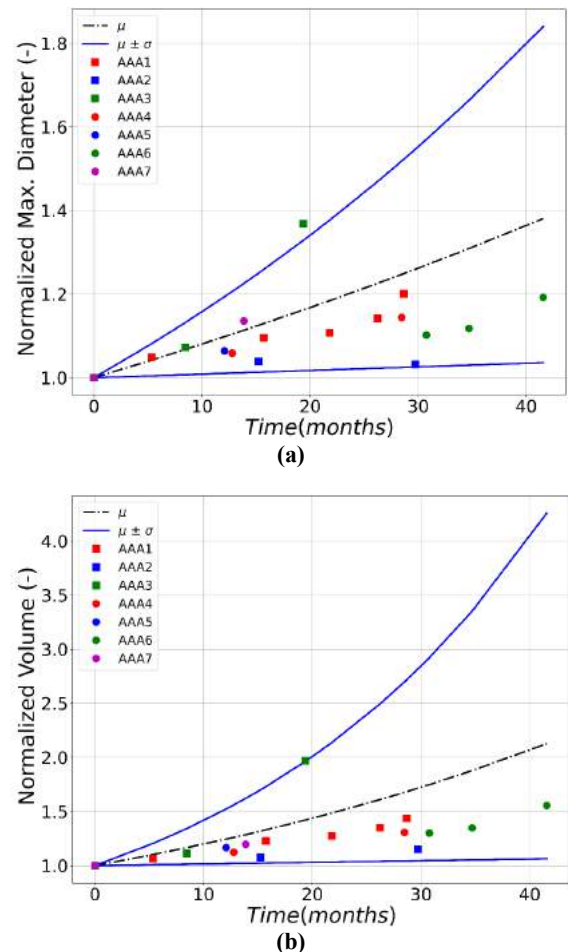 1.8
1.6
1.4
1.2
1.0
Normalized Max. Diameter (-)
μ
μ ± σ
AAA1
AAA2
AAA3
AAA4
AAA5
AAA6
AAA7
0 10 20 30 40
Time(months)
(a)
4.0
3.5
3.0
2.5
2.0
1.5
1.0
Normalized Volume (-)
μ
μ ± σ
AAA1
AAA2
AAA3
AAA4
AAA5
AAA6
AAA7
0 10 20 30 40
Time(months)
(b)